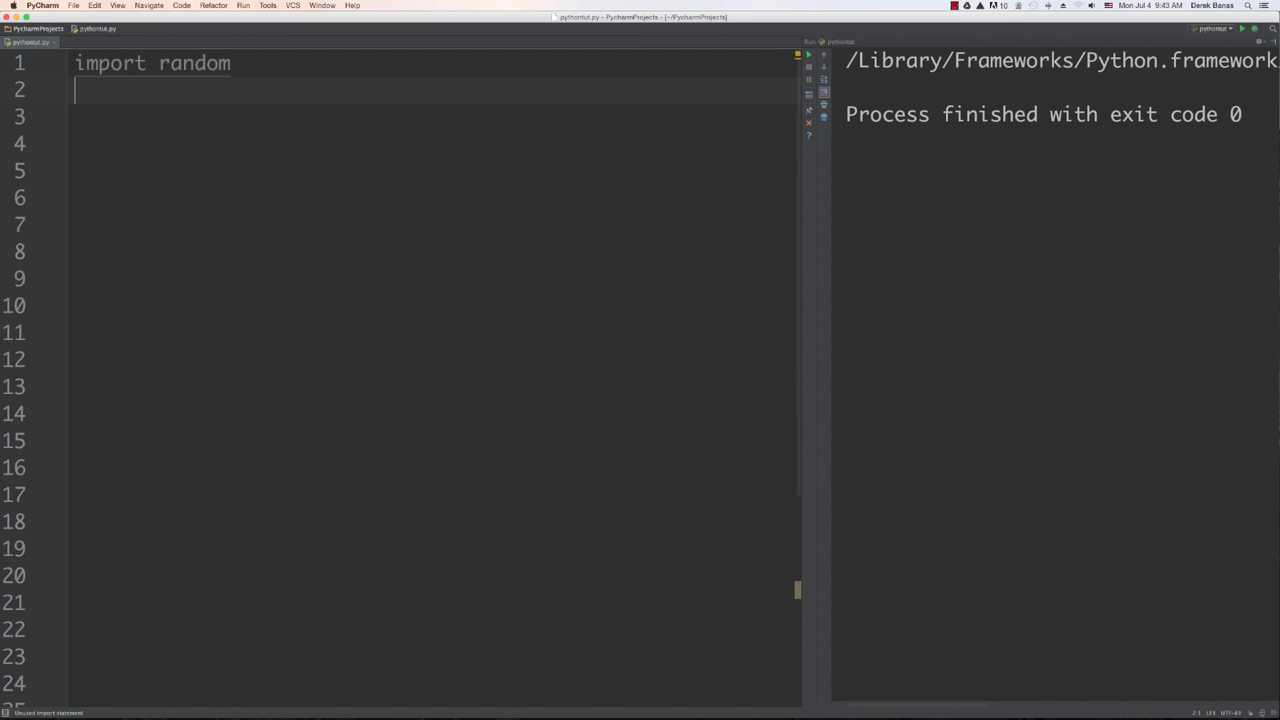 PyCharm File Edit View Navigate Code Refactor Run Tools VCS Window Help
10 Mon Jul 4 9:43 AM Derek Banas
pythontut.py - PycharmProjects - [~/PycharmProjects]
PycharmProjects pythontut.py
pythontut
pythontut.py
Run pythontut
1 import random
2
3
4
5
6
7
8
9
10
11
12
13
14
15
16
17
18
19
20
21
22
23
24
/Library/Frameworks/Python.framework
Process finished with exit code 0
Unused import statement
2:1 LF± UTF-8±